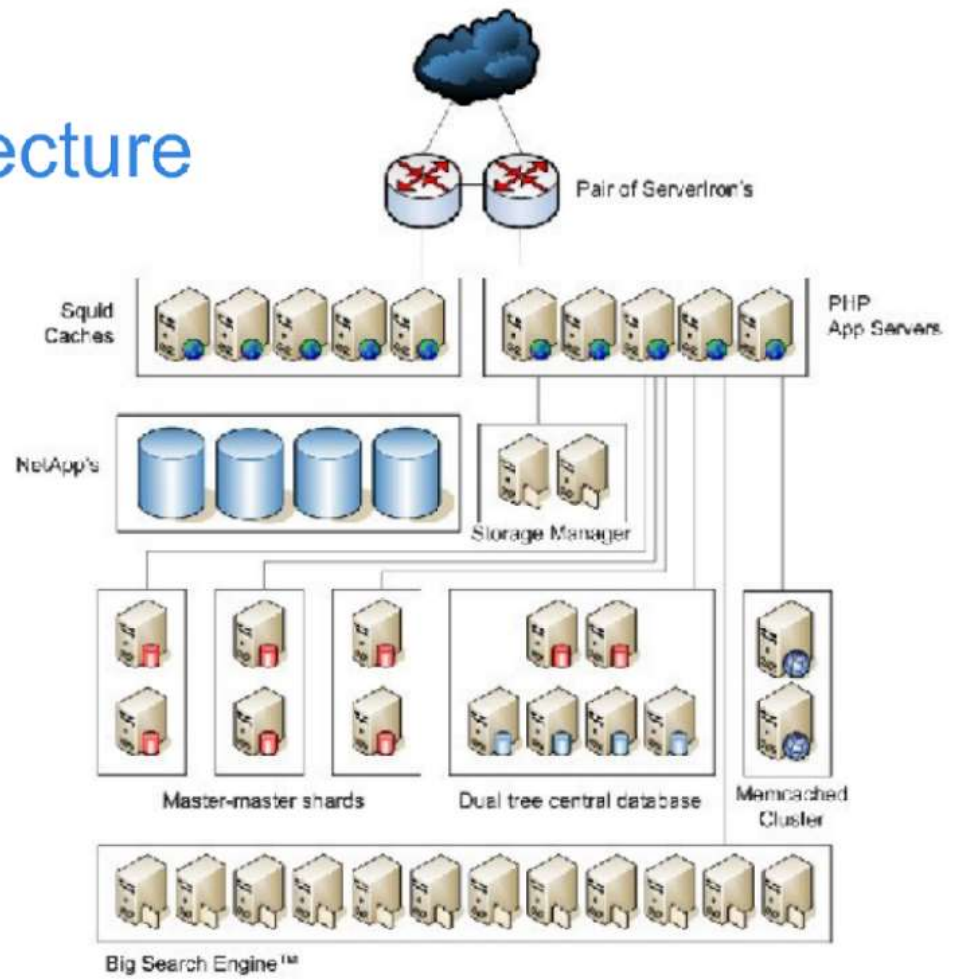 ecture
Pair of ServerIron's
Squid
Caches
PHP
App Servers
NetApp's
Storage Manager
Master-master shards
Dual tree central database
Memcached
Cluster
Big Search Engine™